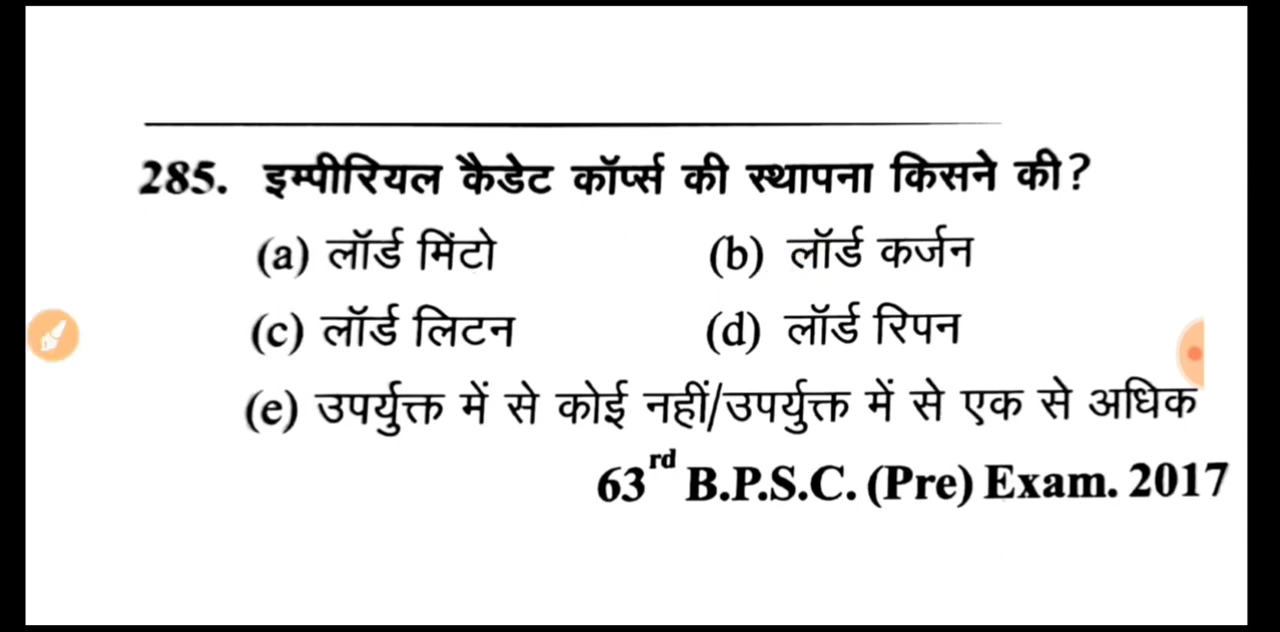 285. इम्पीरियल कैडेट कॉर्प्स की स्थापना किसने की?
(a) लॉर्ड मिंटो (b) लॉर्ड कर्जन
(c) लॉर्ड लिटन (d) लॉर्ड रिपन
(e) उपर्युक्त में से कोई नहीं/उपर्युक्त में से एक से अधिक
63rd B.P.S.C. (Pre) Exam. 2017